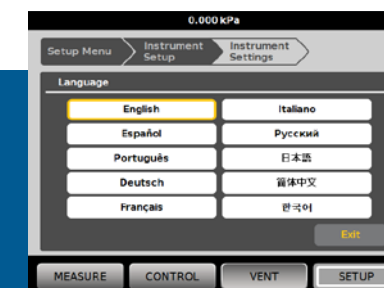 0.000 kPa
Setup Menu
Instrument Setup
Instrument Settings
Language
English
Italiano
Español
Русский
Português
日本語
Deutsch
简体中文
Français
한국어
Exit
MEASURE
CONTROL
VENT
SETUP